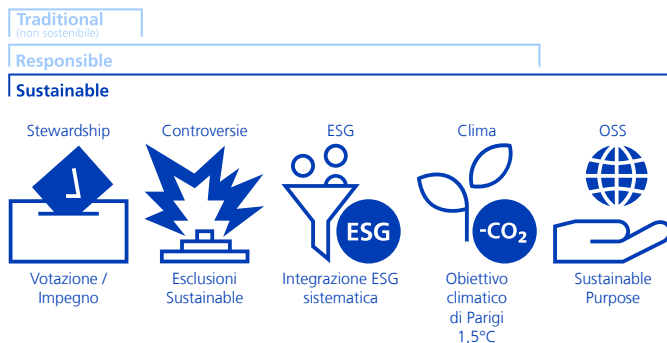 Traditional
(non sostenibile)
Responsible
Sustainable
Stewardship
Controversie
ESG
Clima
OSS
ESG
-CO₂
Votazione /
Impegno
Esclusioni
Sustainable
Integrazione ESG
sistematica
Obiettivo
climatico
di Parigi
1,5°C
Sustainable
Purpose